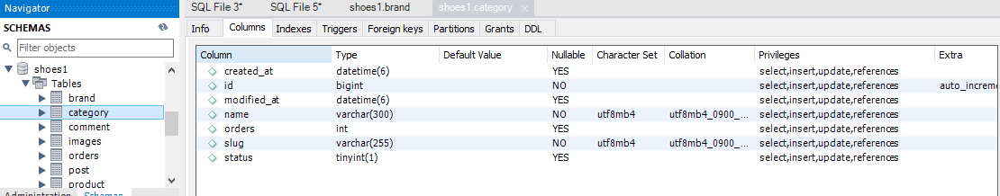 Navigator
SQL File 3*
SQL File 5*
shoes1.brand
shoes1.category
SCHEMAS
Info
Columns
Indexes
Triggers
Foreign keys
Partitions
Grants
DDL
Filter objects
shoes1
Tables
brand
category
comment
images
orders
post
product
Administration Schemas
Column Type Default Value Nullable Character Set Collation Privileges Extra
created_at datetime(6) YES select,insert,update,references
id bigint NO select,insert,update,references auto_increme
modified_at datetime(6) YES select,insert,update,references
name varchar(300) NO utf8mb4 utf8mb4_0900_... select,insert,update,references
orders int YES select,insert,update,references
slug varchar(255) NO utf8mb4 utf8mb4_0900_... select,insert,update,references
status tinyint(1) YES select,insert,update,references